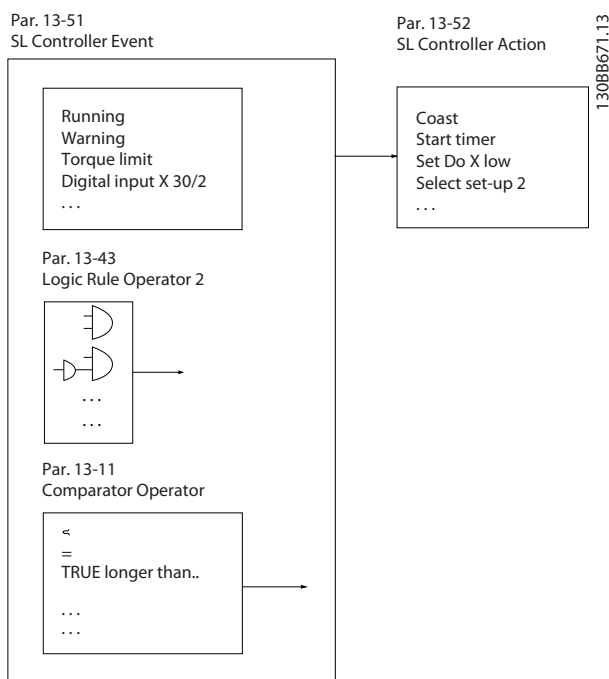 Par. 13-51
SL Controller Event
Par. 13-52
SL Controller Action
130BB671.13
Running
Warning
Torque limit
Digital input X 30/2
. . .
Coast
Start timer
Set Do X low
Select set-up 2
. . .
Par. 13-43
Logic Rule Operator 2
. . .
. . .
Par. 13-11
Comparator Operator
=
TRUE longer than..
. . .
. . .